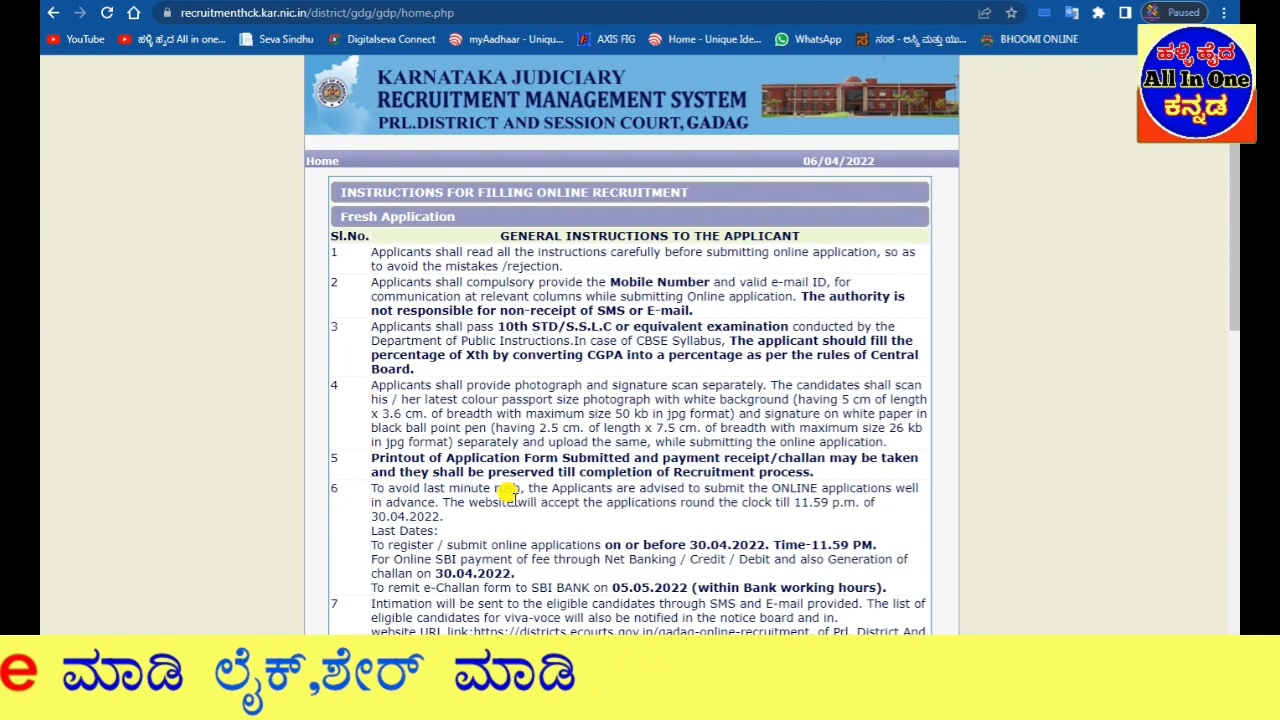 recruitmenthck.kar.nic.in/district/gdg/gdp/home.php
Paused
YouTube
ಹಳ್ಳಿ ಹೈದ All in one...
Seva Sindhu
Digitalseva Connect
myAadhaar - Uniqu...
AXIS FIG
Home - Unique Ide...
WhatsApp
ಸಂಕ - ಅಸ್ಕಿ ಮತ್ತು ಯು...
BHOOMI ONLINE
ಹಳ್ಳಿ ಹೈದ
All In One
ಕನ್ನಡ
KARNATAKA JUDICIARY
RECRUITMENT MANAGEMENT SYSTEM
PRL.DISTRICT AND SESSION COURT, GADAG
Home 06/04/2022
INSTRUCTIONS FOR FILLING ONLINE RECRUITMENT
Fresh Application
Sl.No. GENERAL INSTRUCTIONS TO THE APPLICANT
1 Applicants shall read all the instructions carefully before submitting online application, so as
to avoid the mistakes /rejection.
2 Applicants shall compulsory provide the Mobile Number and valid e-mail ID, for
communication at relevant columns while submitting Online application. The authority is
not responsible for non-receipt of SMS or E-mail.
3 Applicants shall pass 10th STD/S.S.L.C or equivalent examination conducted by the
Department of Public Instructions.In case of CBSE Syllabus, The applicant should fill the
percentage of Xth by converting CGPA into a percentage as per the rules of Central
Board.
4 Applicants shall provide photograph and signature scan separately. The candidates shall scan
his / her latest colour passport size photograph with white background (having 5 cm of length
x 3.6 cm. of breadth with maximum size 50 kb in jpg format) and signature on white paper in
black ball point pen (having 2.5 cm. of length x 7.5 cm. of breadth with maximum size 26 kb
in jpg format) separately and upload the same, while submitting the online application.
5 Printout of Application Form Submitted and payment receipt/challan may be taken
and they shall be preserved till completion of Recruitment process.
6 To avoid last minute rush, the Applicants are advised to submit the ONLINE applications well
in advance. The website will accept the applications round the clock till 11.59 p.m. of
30.04.2022.
Last Dates:
To register / submit online applications on or before 30.04.2022. Time-11.59 PM.
For Online SBI payment of fee through Net Banking / Credit / Debit and also Generation of
challan on 30.04.2022.
To remit e-Challan form to SBI BANK on 05.05.2022 (within Bank working hours).
7 Intimation will be sent to the eligible candidates through SMS and E-mail provided. The list of
eligible candidates for viva-voce will also be notified in the notice board and in.
website URL link:https://districts.ecourts.gov.in/gadag-online-recruitment. of Prl. District And
e ಮಾಡಿ ಲೈಕ್,ಶೇರ್ ಮಾಡಿ